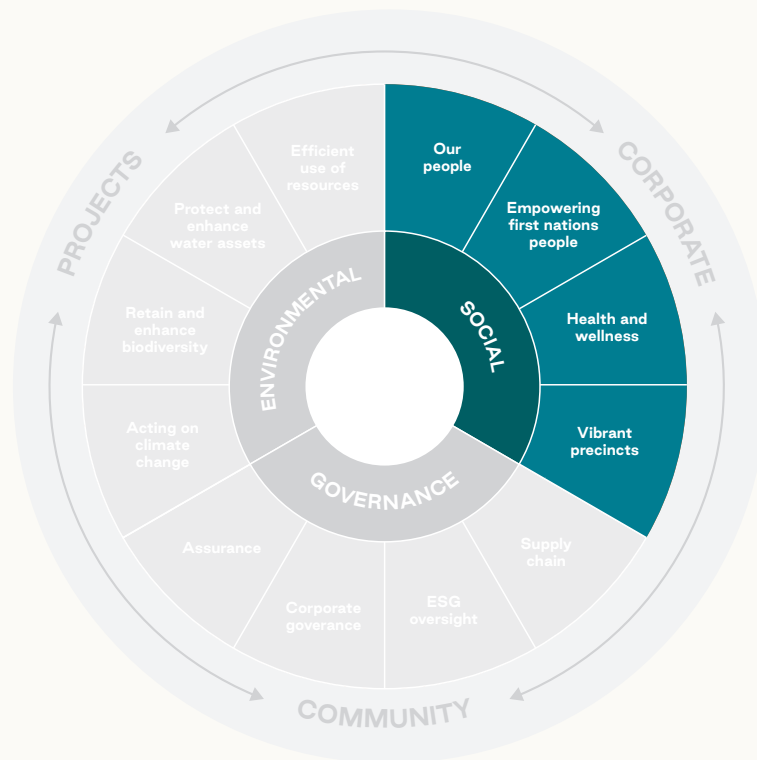 PROJECTS
CORPORATE
COMMUNITY
ENVIRONMENTAL
SOCIAL
GOVERNANCE
Our
people
Empowering
first nations
people
Health and
wellness
Vibrant
precincts
Supply
chain
ESG
oversight
Corporate
goverance
Assurance
Acting on
climate
change
Retain and
enhance
biodiversity
Protect and
enhance
water assets
Efficient
use of
resources